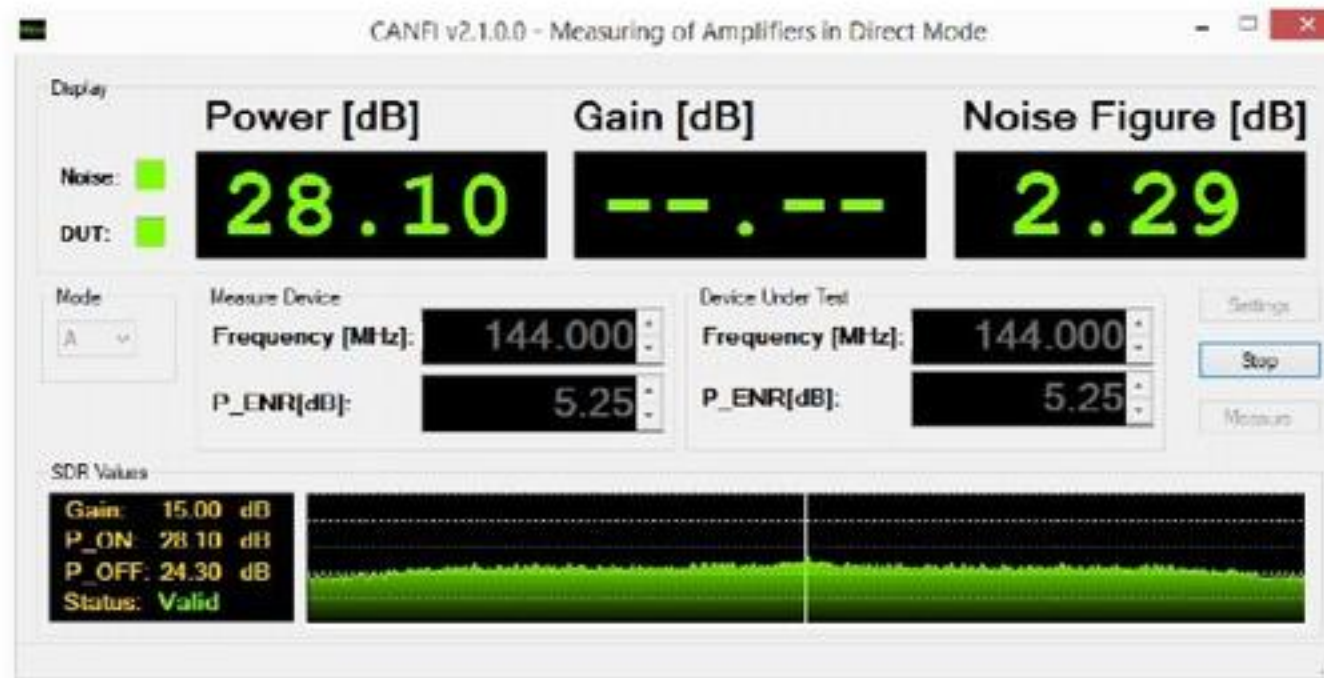 CANFI v2.1.0.0 - Measuring of Amplifiers in Direct Mode
Display
Power [dB] Gain [dB] Noise Figure [dB]
Noise:
DUT:
28.10 --.-- 2.29
Mode
A
Measure Device
Frequency [MHz]: 144.000
P_ENR[dB]: 5.25
Device Under Test
Frequency [MHz]: 144.000
P_ENR[dB]: 5.25
Settings
Stop
Measure
SDR Values
Gain: 15.00 dB
P_ON: 28.10 dB
P_OFF: 24.30 dB
Status: Valid